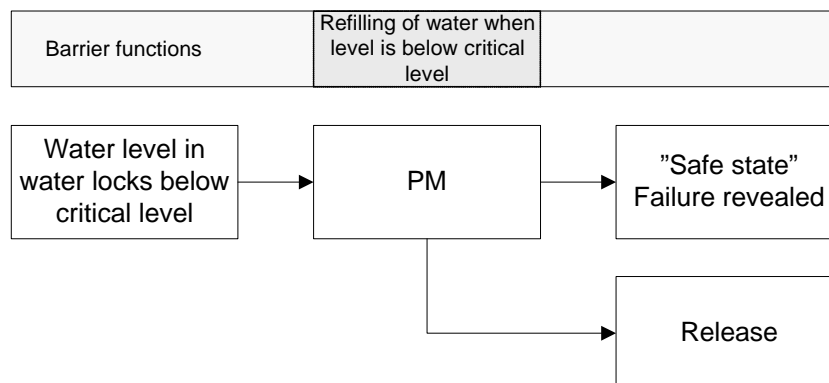 Barrier functions
Refilling of water when
level is below critical
level
Water level in
water locks below
critical level
PM
”Safe state”
Failure revealed
Release